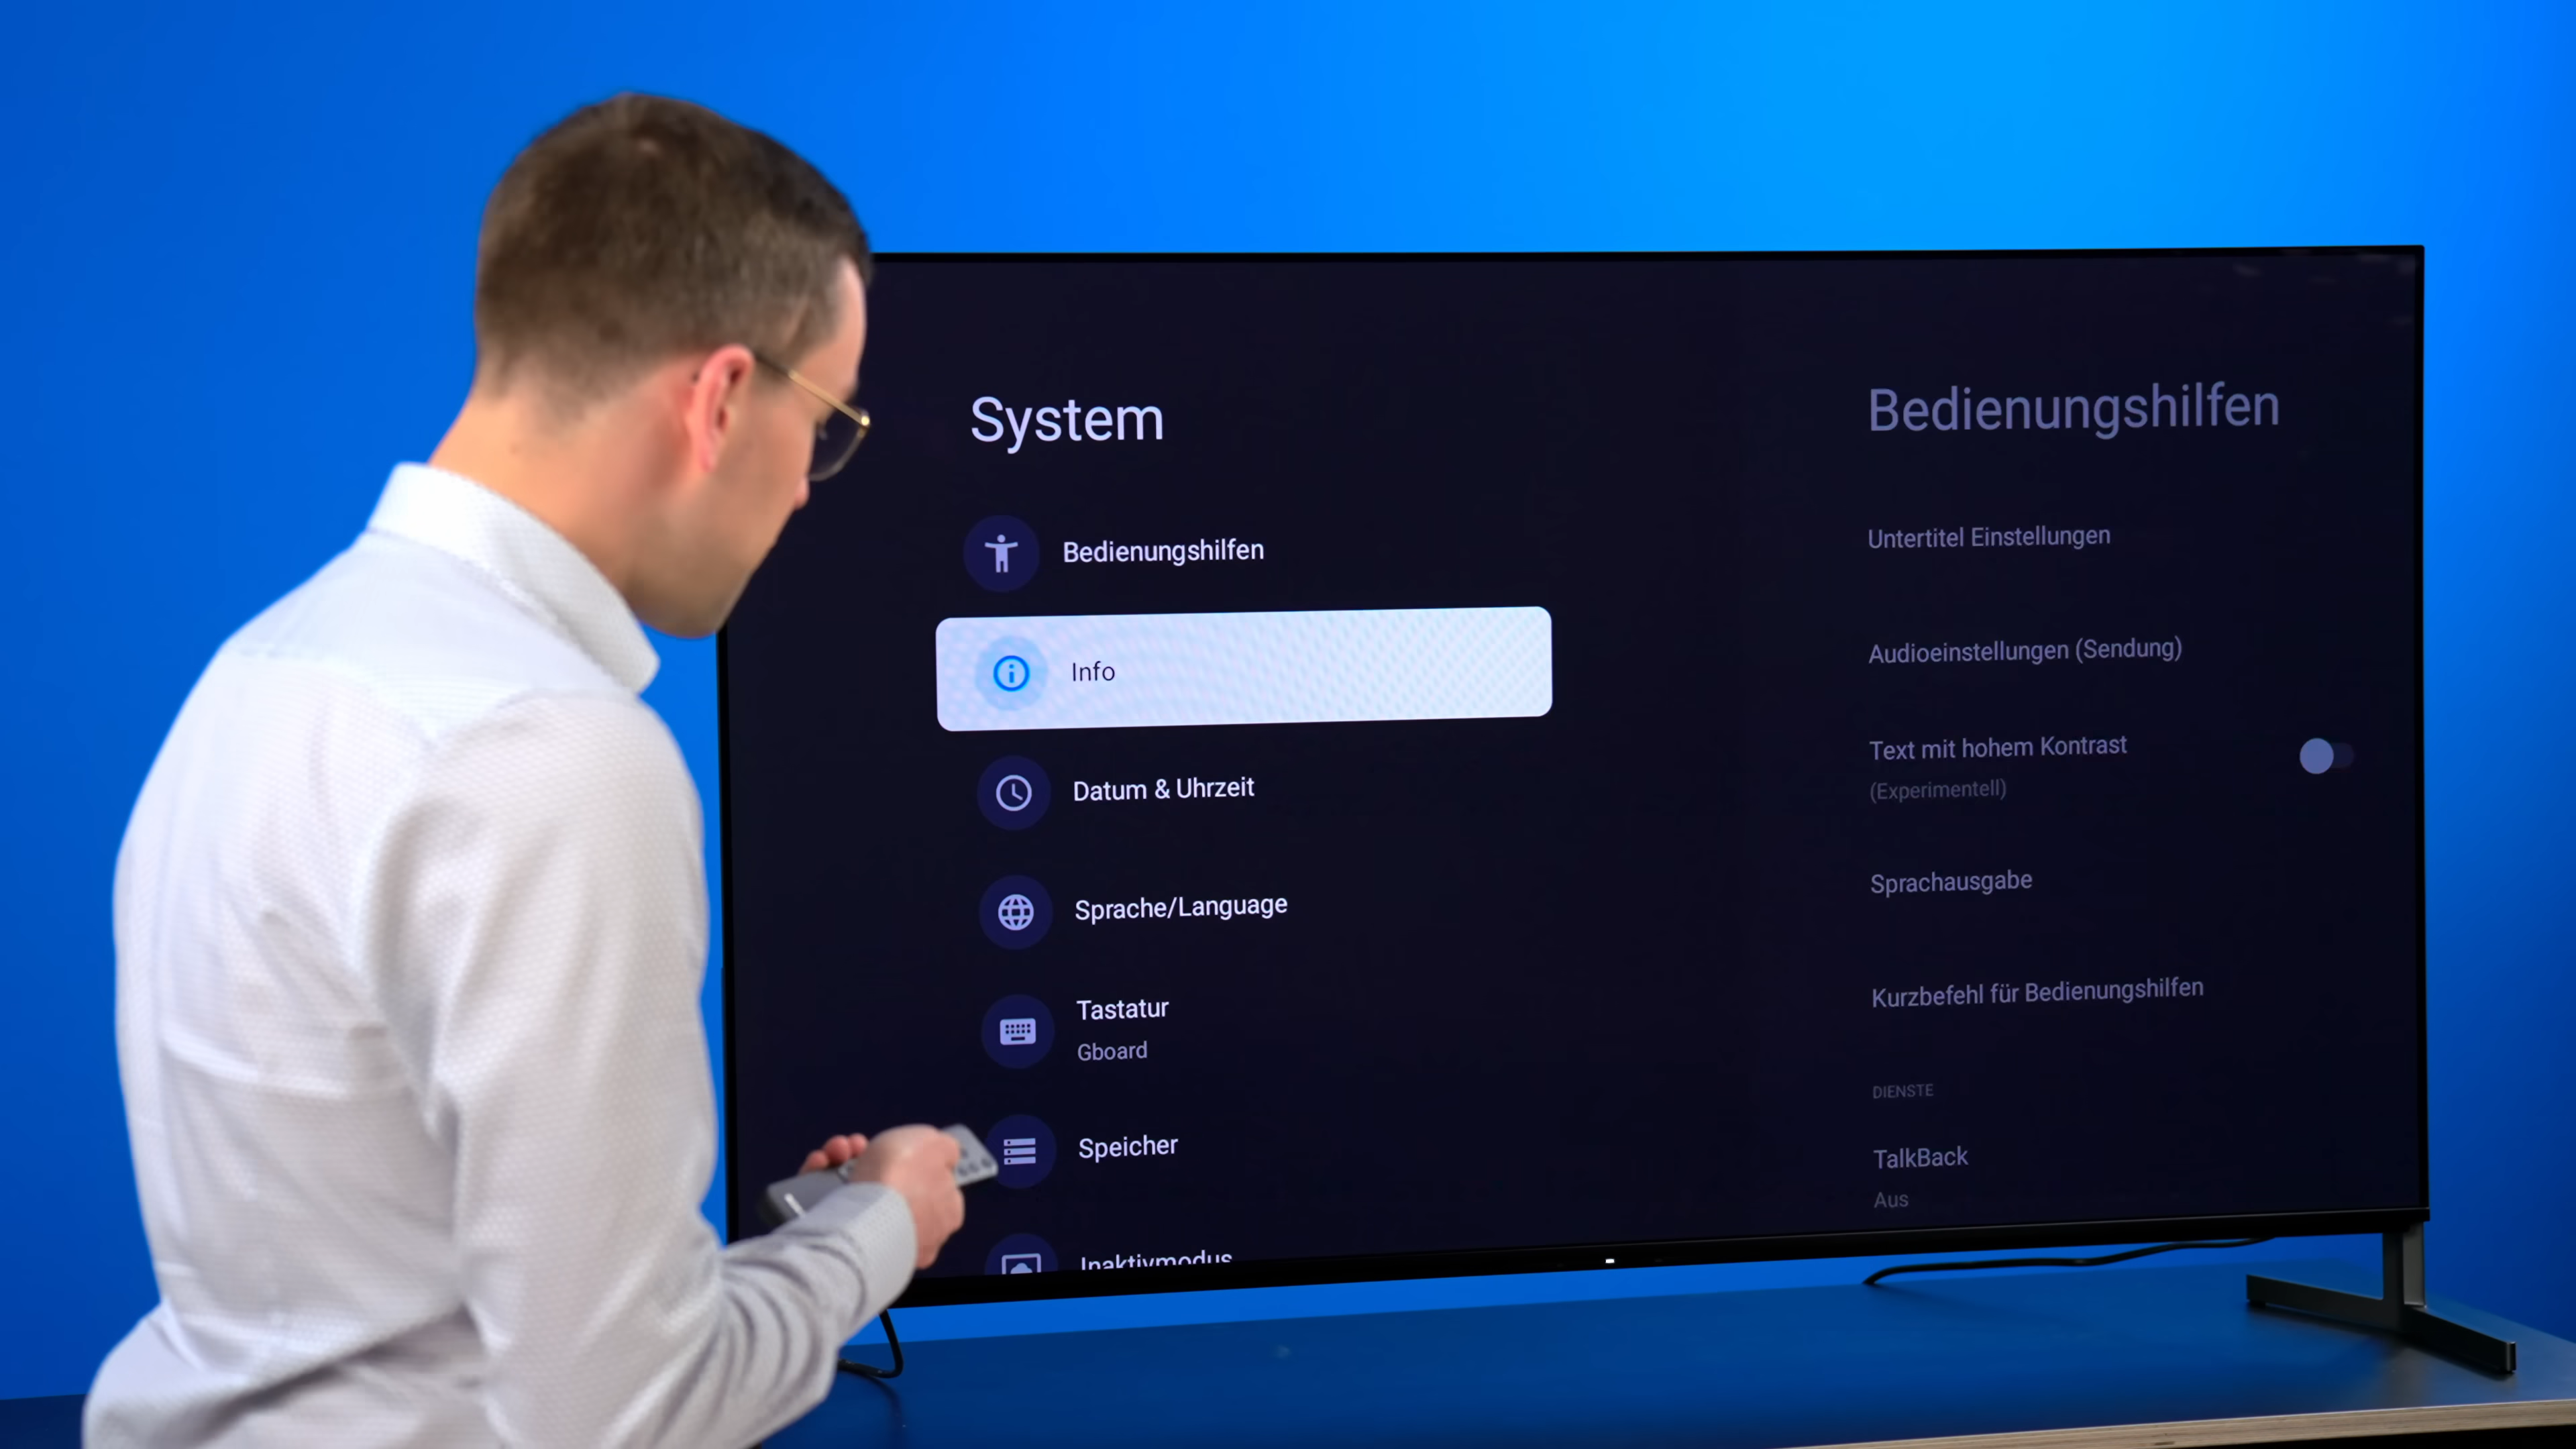 System
Bedienungshilfen
Info
Datum & Uhrzeit
Sprache/Language
Tastatur
Gboard
Speicher
Inaktivmodus
Bedienungshilfen
Untertitel Einstellungen
Audioeinstellungen (Sendung)
Text mit hohem Kontrast
(Experimentell)
Sprachausgabe
Kurzbefehl für Bedienungshilfen
DIENSTE
TalkBack
Aus